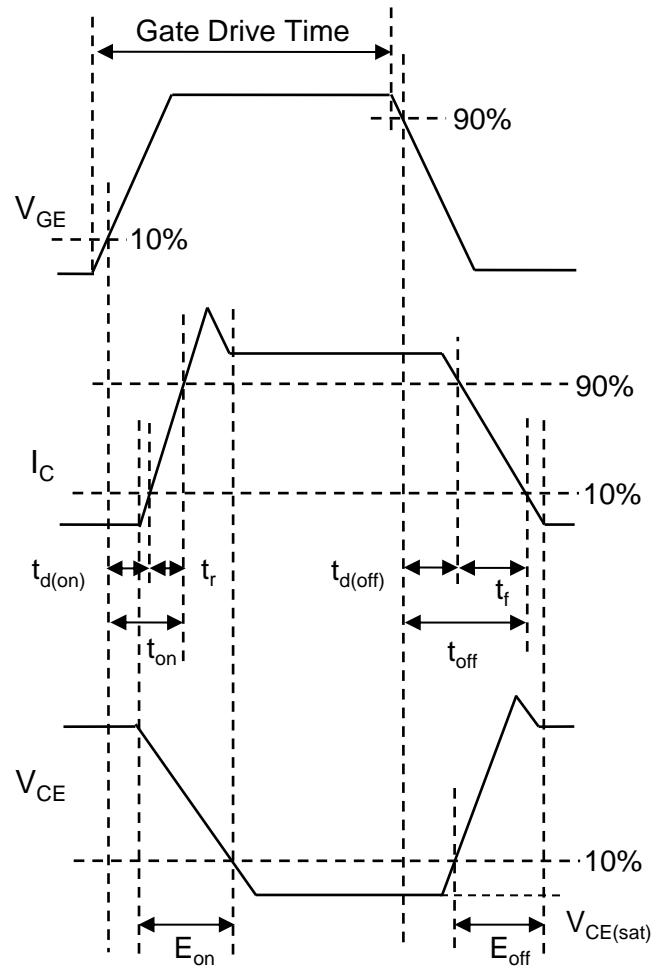 Gate Drive Time
90%
V_GE
10%
90%
I_C
10%
t_d(on)
t_r
t_d(off)
t_f
t_on
t_off
V_CE
10%
V_CE(sat)
E_on
E_off